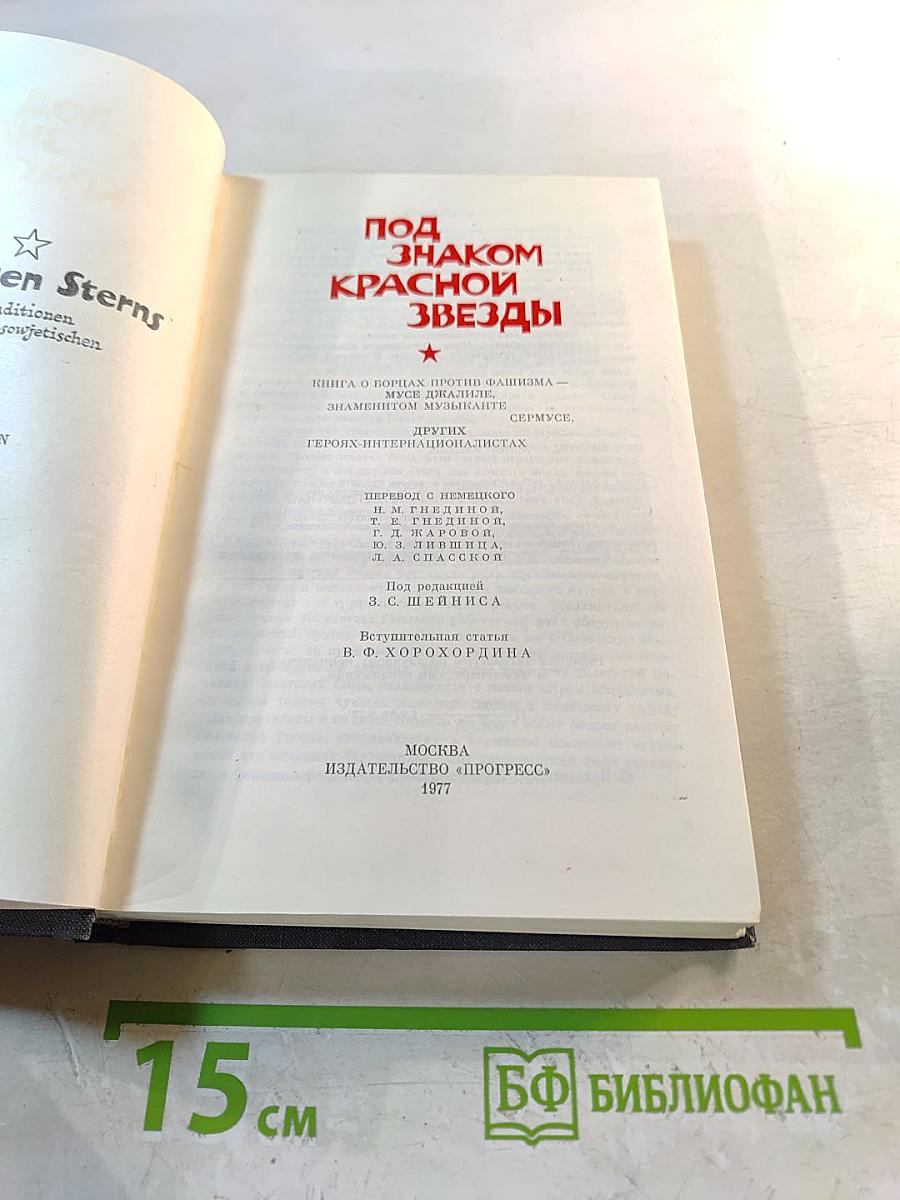 en Sterns
ditionen
sowjetischen
N
ПОД
ЗНАКОМ
КРАСНОЙ
ЗВЕЗДЫ
КНИГА О БОРЦАХ ПРОТИВ ФАШИЗМА —
МУСЕ ДЖАЛИЛЕ,
ЗНАМЕНИТОМ МУЗЫКАНТЕ
СЕРМУСЕ,
ДРУГИХ
ГЕРОЯХ-ИНТЕРНАЦИОНАЛИСТАХ
ПЕРЕВОД С НЕМЕЦКОГО
Н. М. ГНЕДИНОЙ,
Т. Е. ГНЕДИНОЙ,
Г. Д. ЖАРОВОЙ,
Ю. З. ЛИВШИЦА,
Л. А. СПАССКОЙ
Под редакцией
З. С. ШЕЙНИСА
Вступительная статья
В. Ф. ХОРОХОРДИНА
МОСКВА
ИЗДАТЕЛЬСТВО «ПРОГРЕСС»
1977
15 см
БФ БИБЛИОФАН